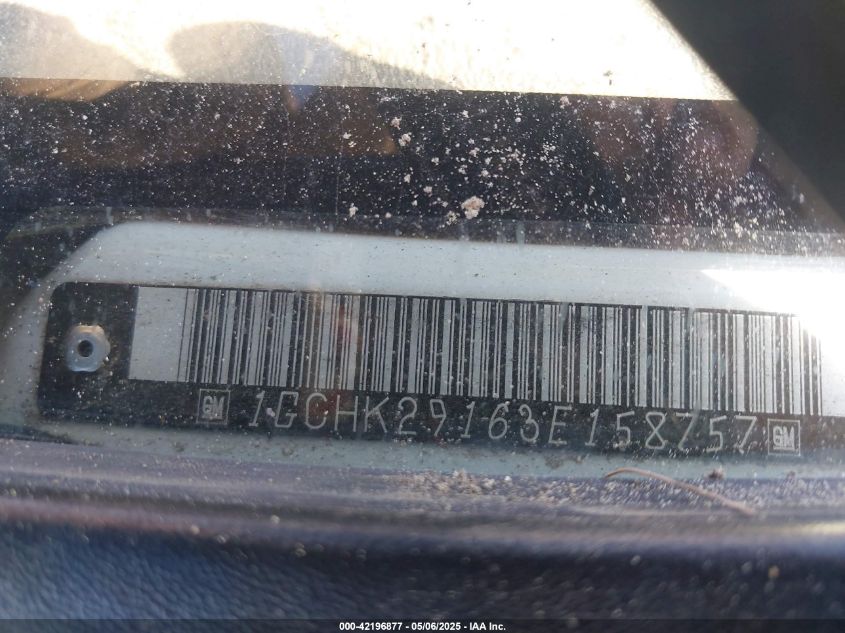 GM 1GCHK29163E158757 GM
000-42196877 - 05/06/2025 - IAA Inc.